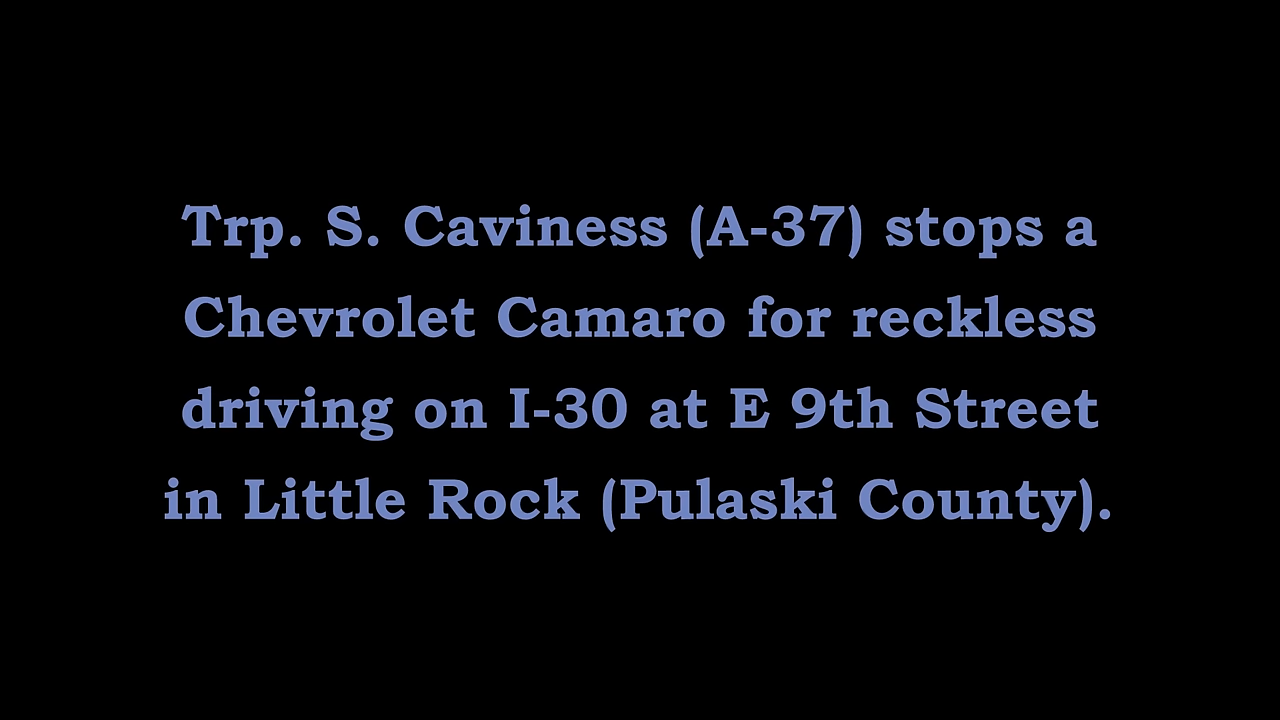 Trp. S. Caviness (A-37) stops a
Chevrolet Camaro for reckless
driving on I-30 at E 9th Street
in Little Rock (Pulaski County).